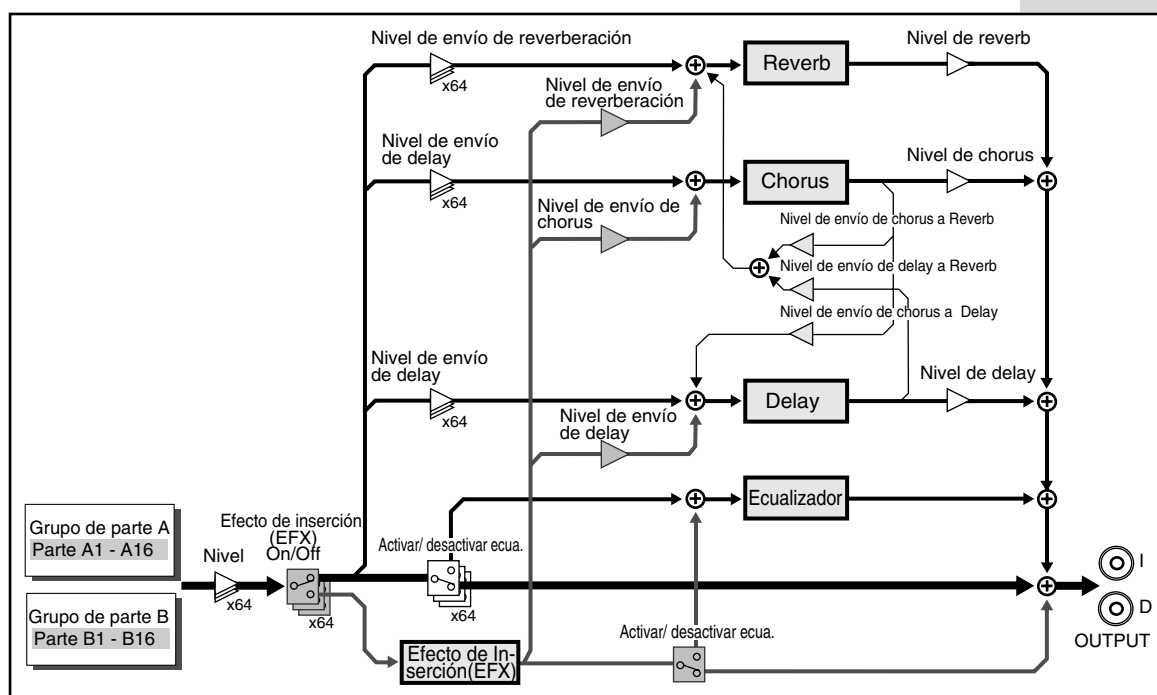 Nivel de envío de reverberación
x64
Reverb
Nivel de reverb
Nivel de envío
de reverberación
Nivel de envío
de delay
x64
Chorus
Nivel de chorus
Nivel de envío de
chorus
Nivel de envío de chorus a Reverb
Nivel de envío de delay a Reverb
Nivel de envío de chorus a Delay
Nivel de envío
de delay
x64
Delay
Nivel de delay
Nivel de envío
de delay
Ecualizador
Grupo de parte A
Parte A1 - A16
Grupo de parte B
Parte B1 - B16
Nivel
x64
Efecto de inserción
(EFX)
On/Off
x64
Activar/ desactivar ecua.
x64
Efecto de In-
serción(EFX)
Activar/ desactivar ecua.
I
D
OUTPUT